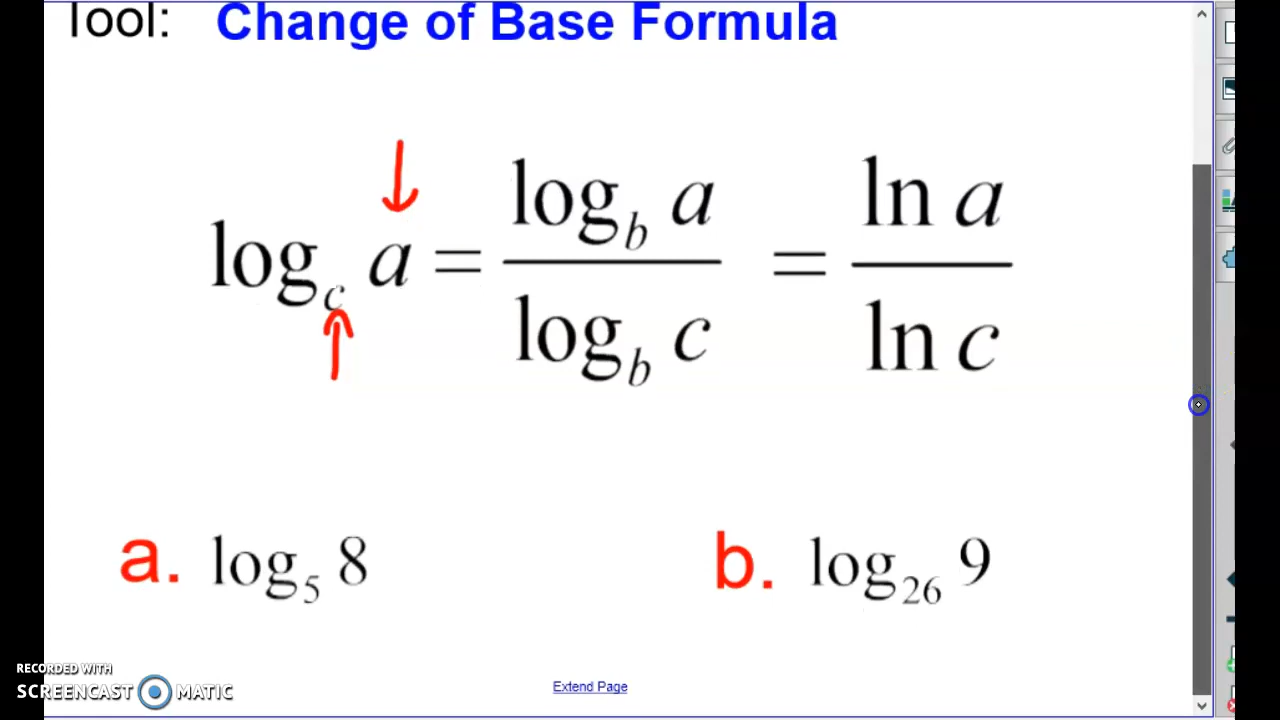 Tool: Change of Base Formula
log_c a = log_b a / log_b c = ln a / ln c
a. log_5 8
b. log_26 9
Extend Page
RECORDED WITH
SCREENCAST MATIC